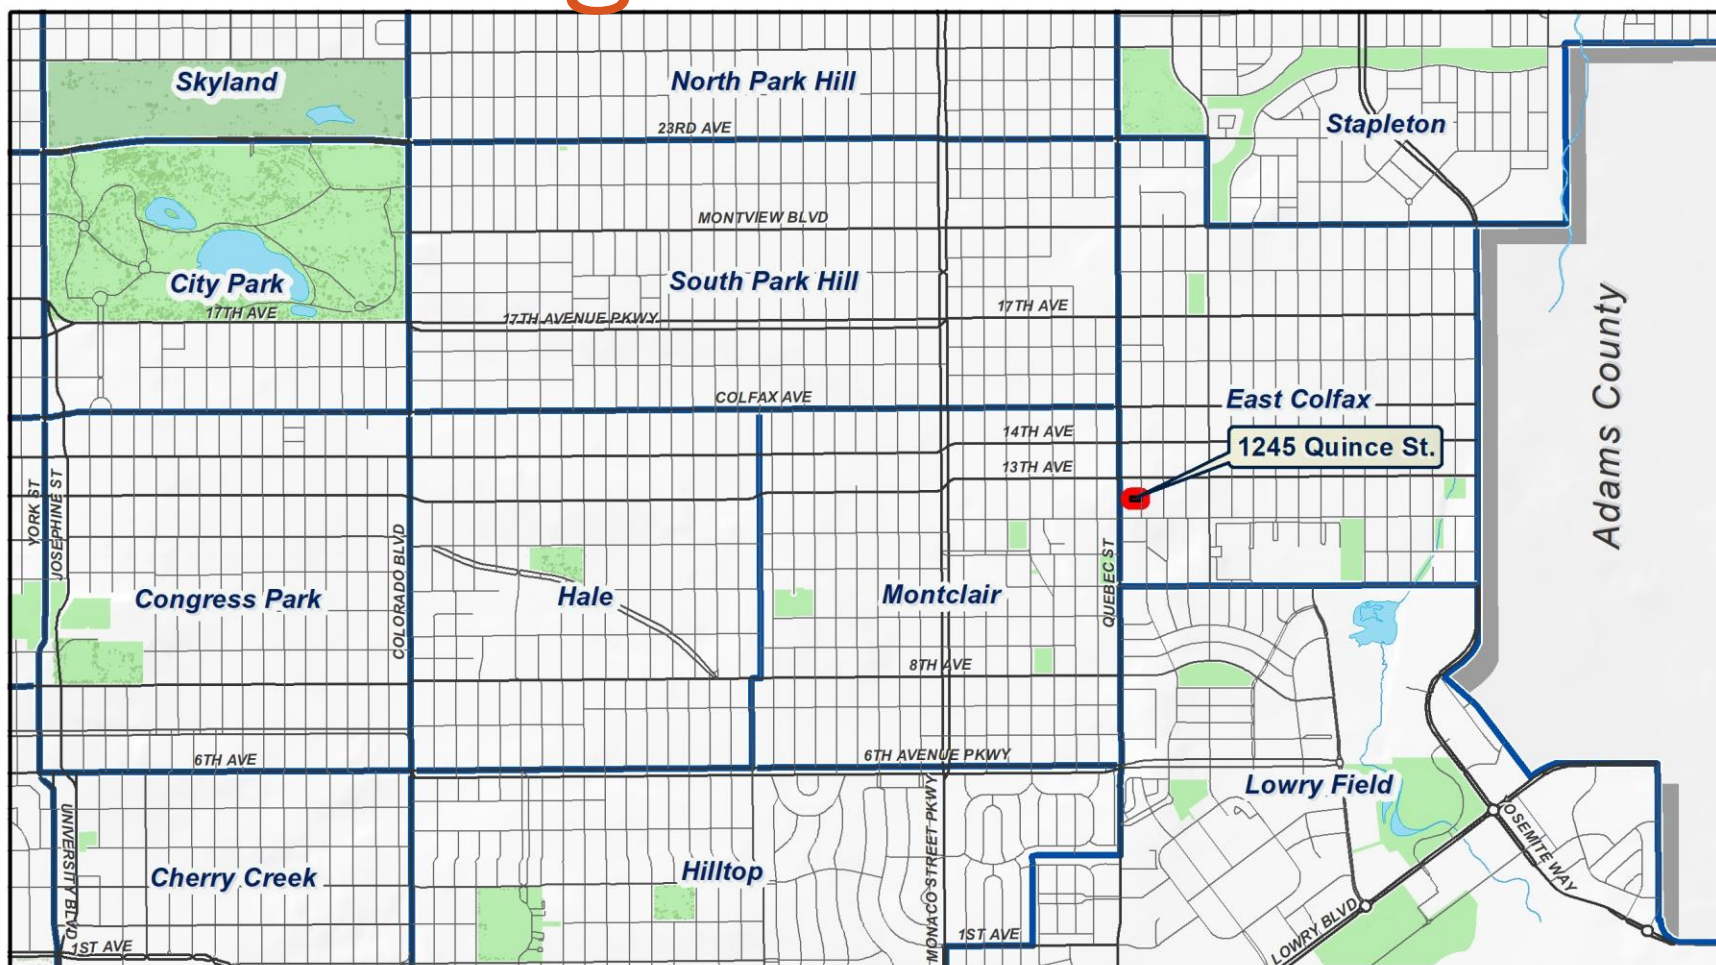 Skyland
North Park Hill
23RD AVE
Stapleton
MONTVIEW BLVD
City Park
17TH AVE
South Park Hill
17TH AVENUE PKWY
17TH AVE
Adams County
COLFAX AVE
East Colfax
14TH AVE
1245 Quince St.
13TH AVE
YORK ST
JOSEPHINE ST
COLORADO BLVD
QUEBEC ST
Congress Park
Hale
Montclair
8TH AVE
6TH AVE
6TH AVENUE PKWY
Lowry Field
UNIVERSITY BLVD
MONACO STREET PKWY
OSEMITE WAY
Cherry Creek
Hilltop
LOWRY BLVD
1ST AVE
1ST AVE